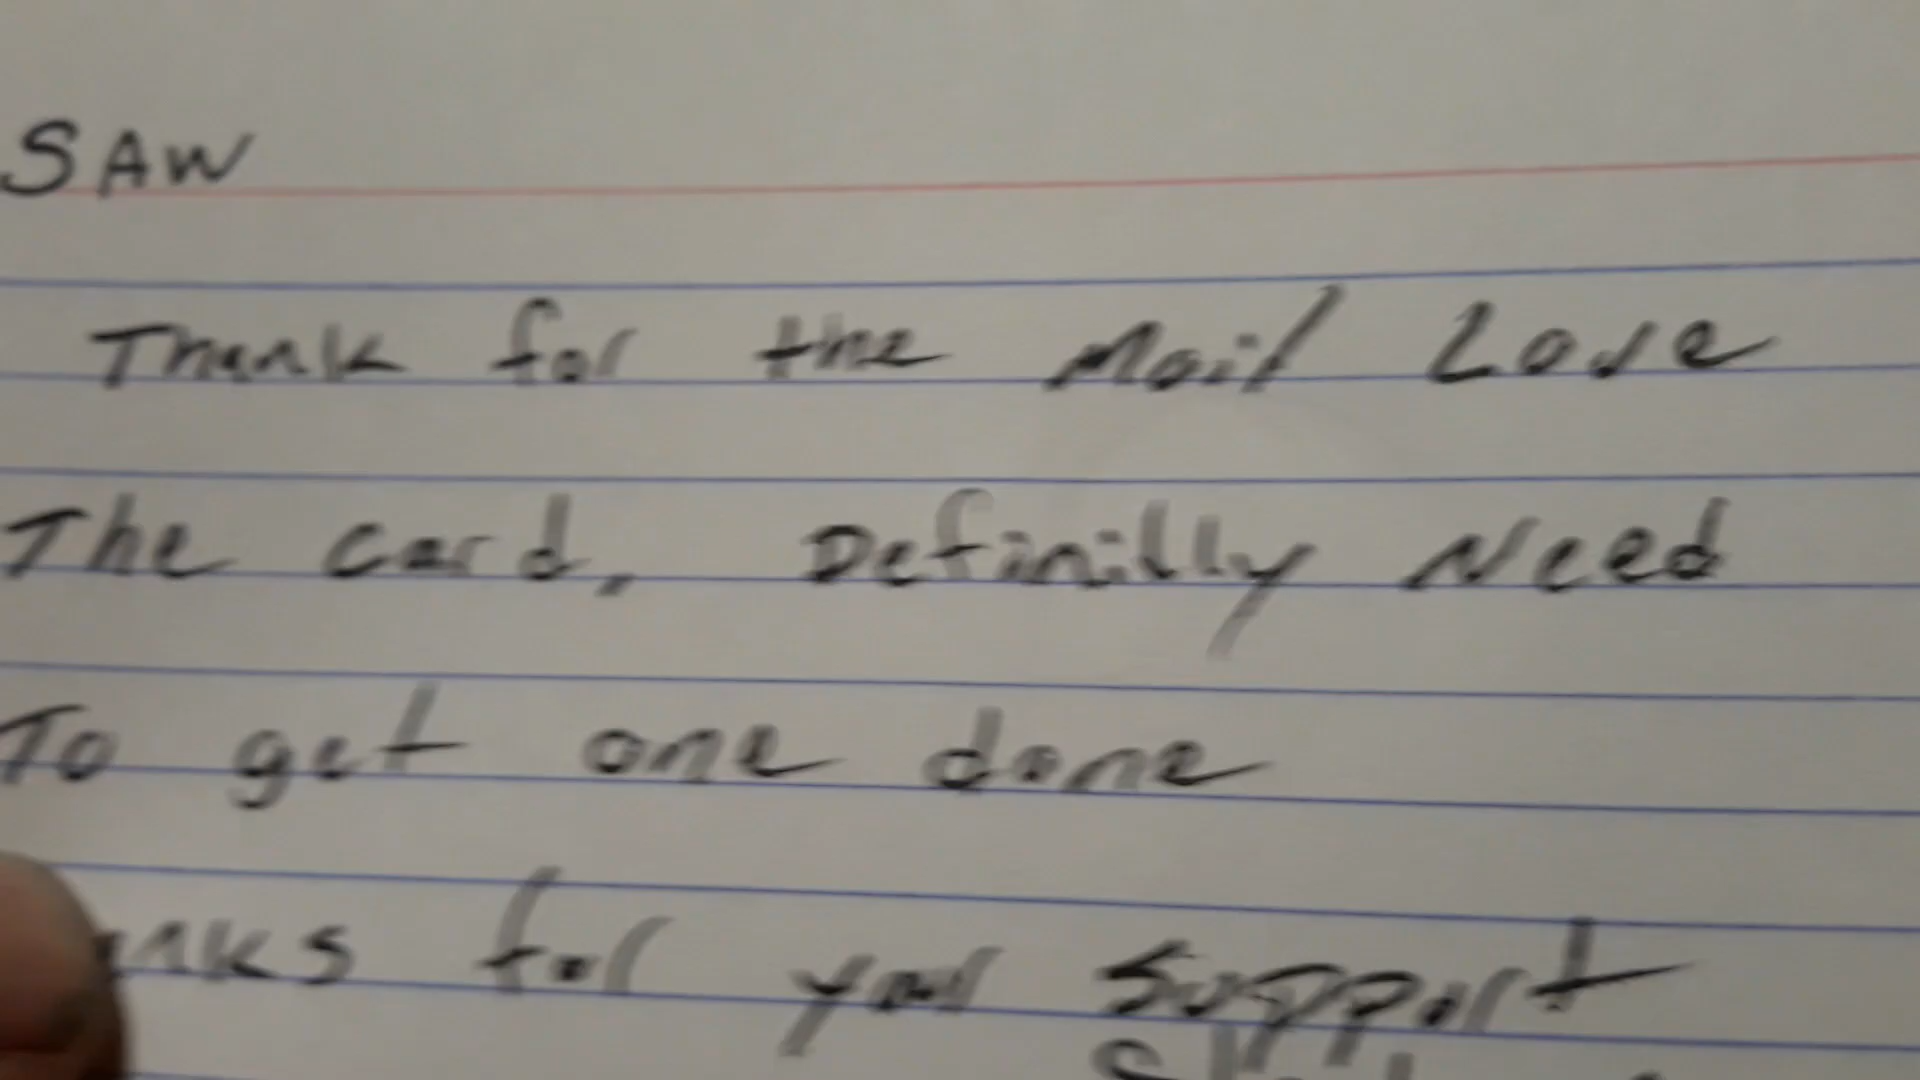 SAW
Thank for the Mail Love
The card, Definilly Need
To get one done
for your Support